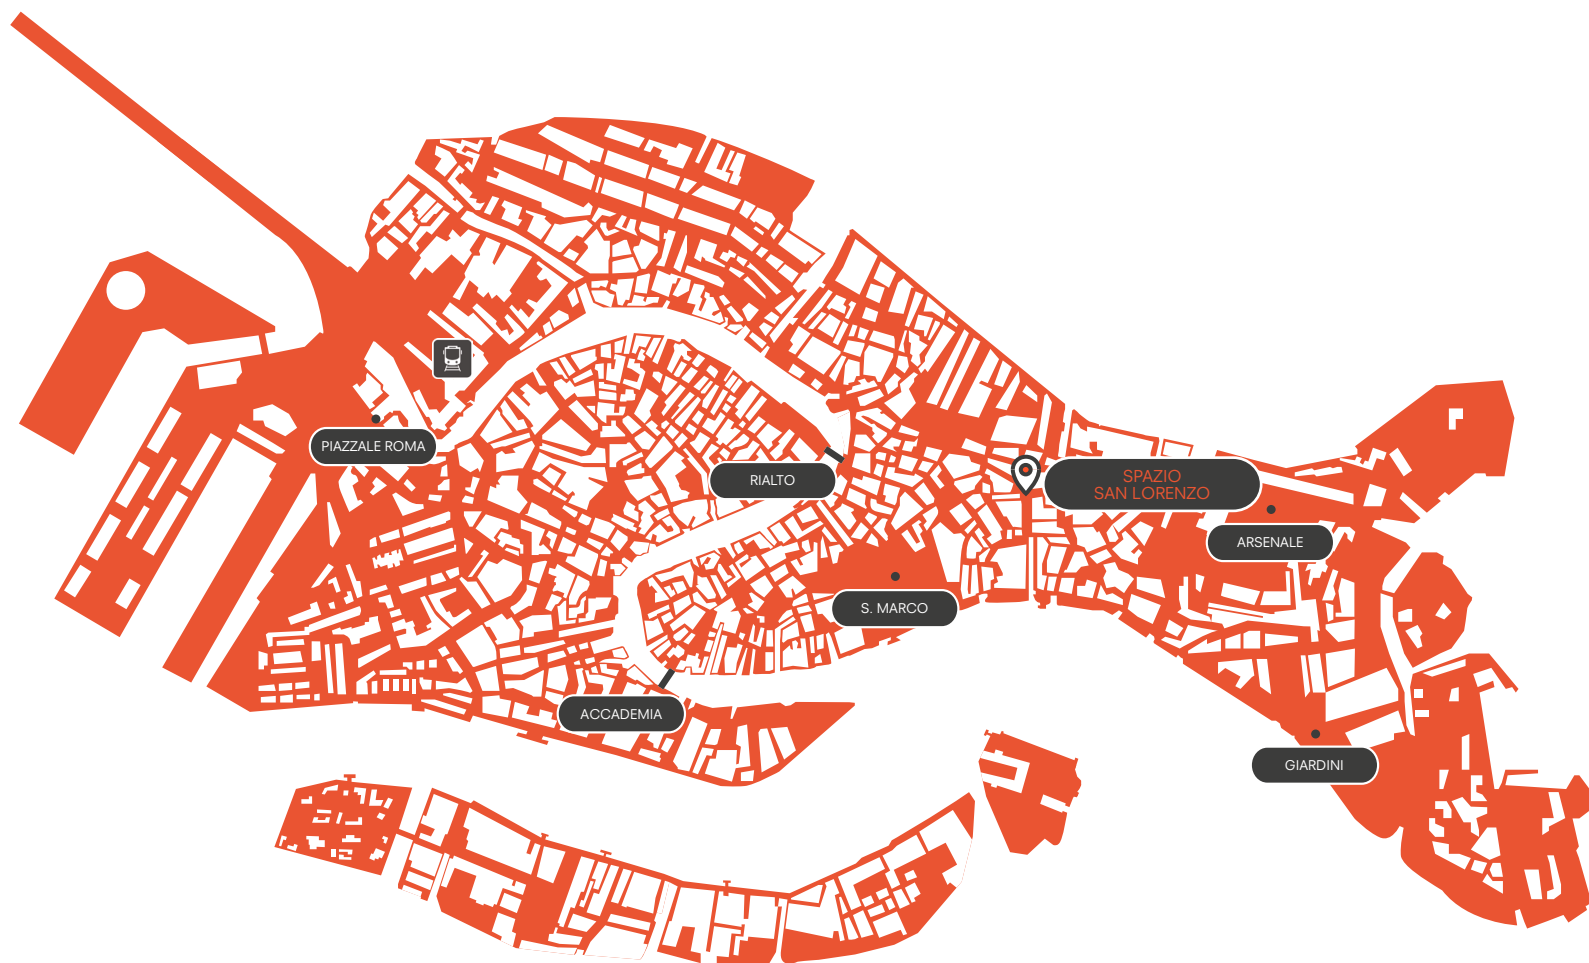 PIAZZALE ROMA
RIALTO
SPAZIO
SAN LORENZO
ARSENALE
S. MARCO
ACCADEMIA
GIARDINI